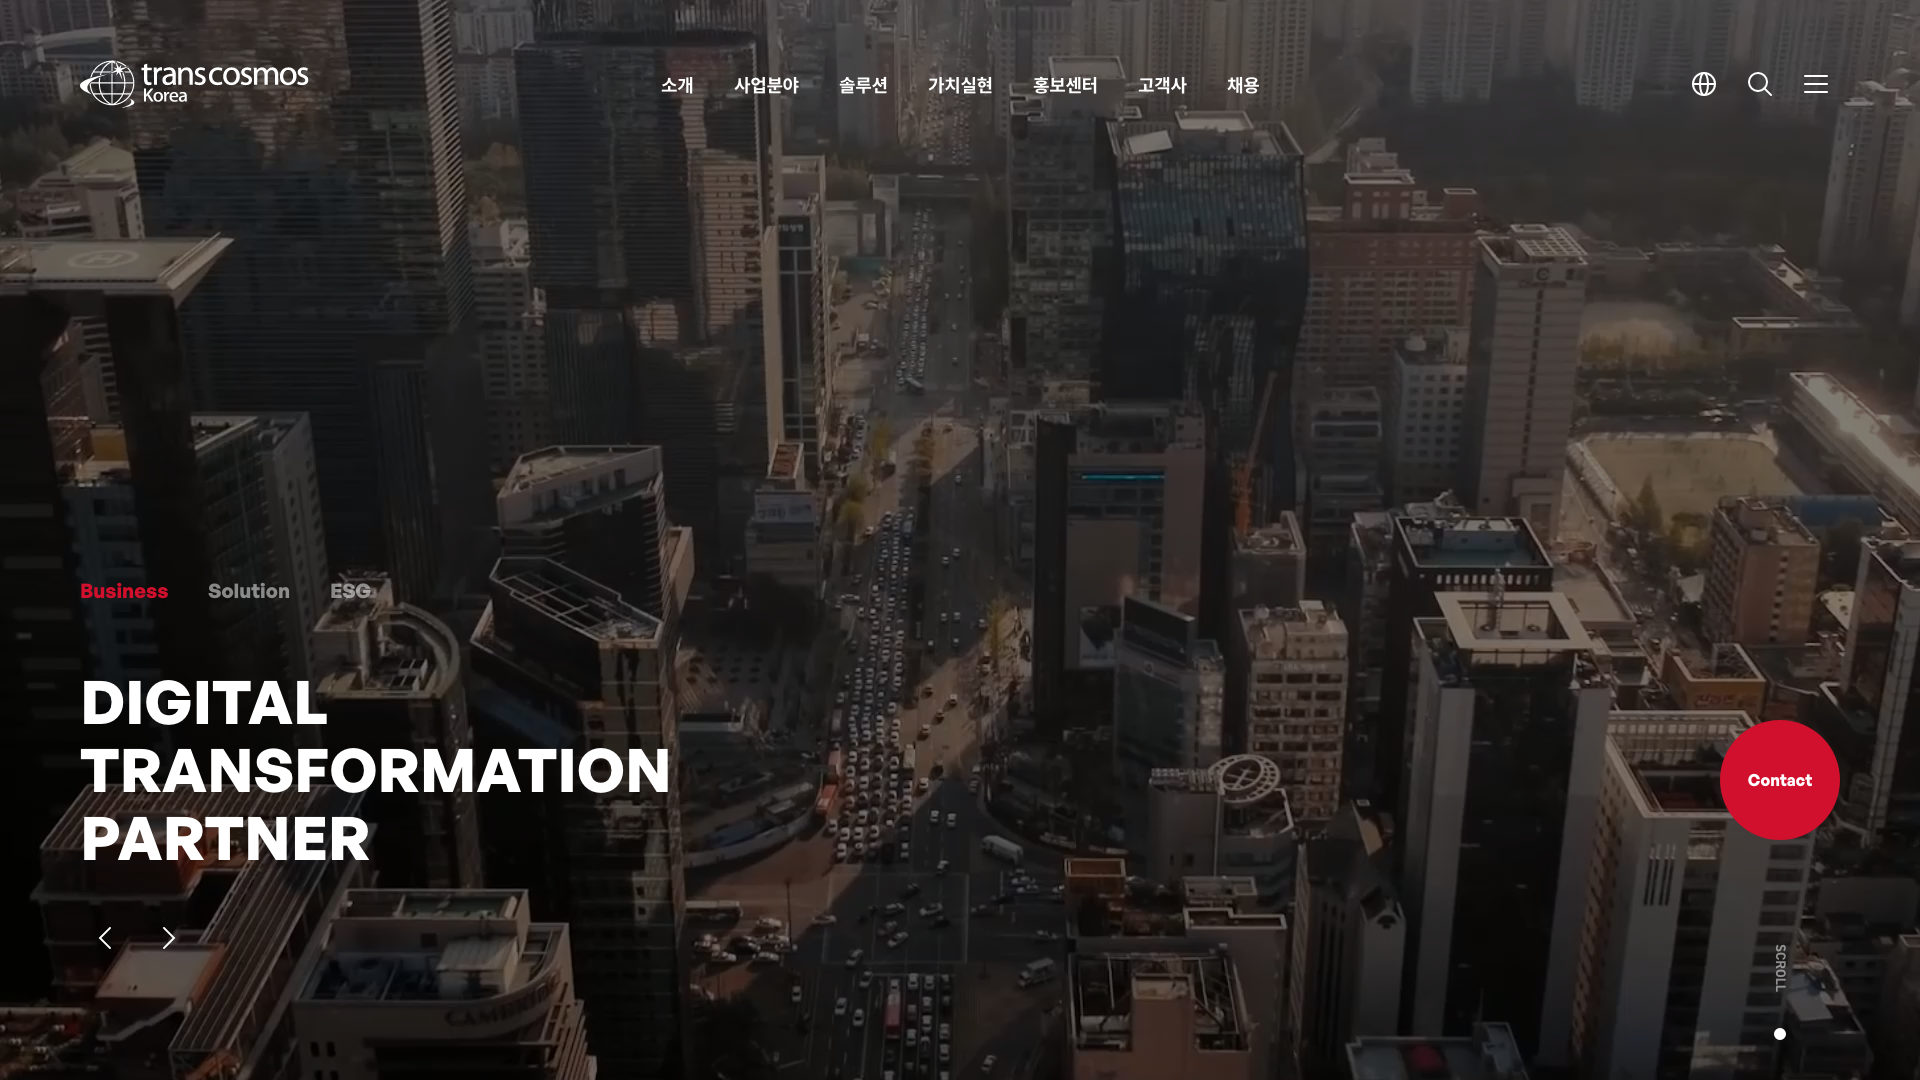 transcosmos
Korea
소개
사업분야
솔루션
가치실현
홍보센터
고객사
채용
Business
Solution
ESG
DIGITAL
TRANSFORMATION
PARTNER
Contact
SCROLL